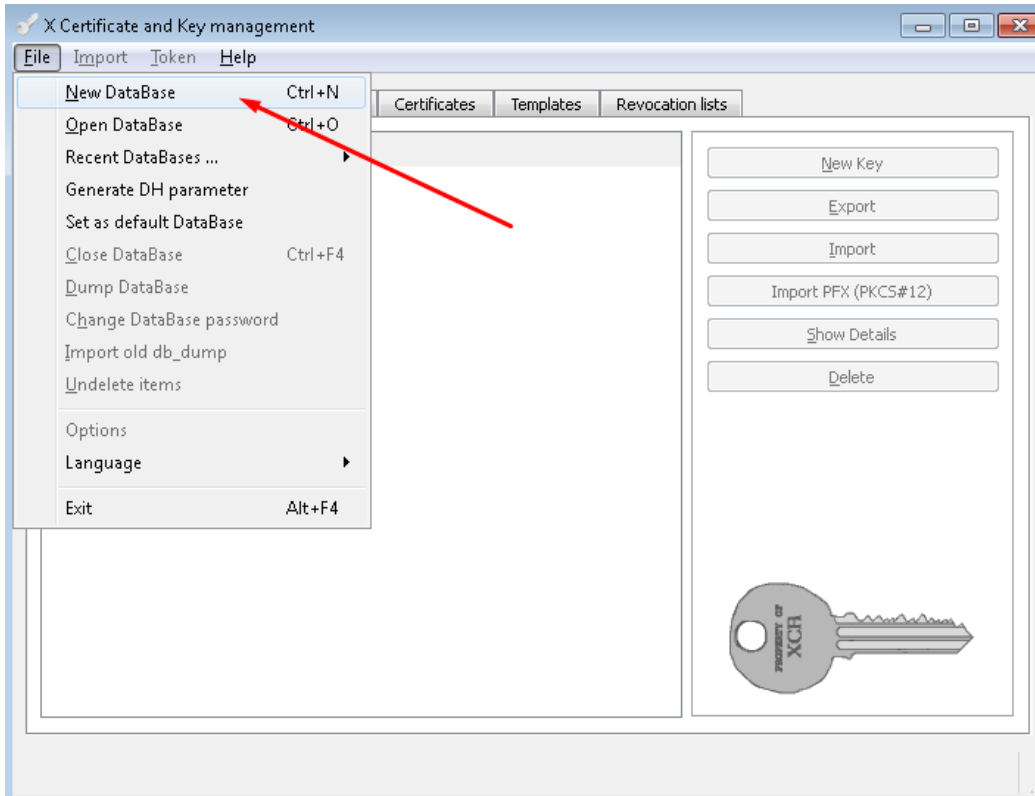 X Certificate and Key management
File Import Token Help
New DataBase Ctrl+N
Open DataBase Ctrl+O
Recent DataBases ...
Generate DH parameter
Set as default DataBase
Close DataBase Ctrl+F4
Dump DataBase
Change DataBase password
Import old db_dump
Undelete items
Options
Language
Exit Alt+F4
Certificates Templates Revocation lists
New Key
Export
Import
Import PFX (PKCS#12)
Show Details
Delete
PROPERTY OF
XCA